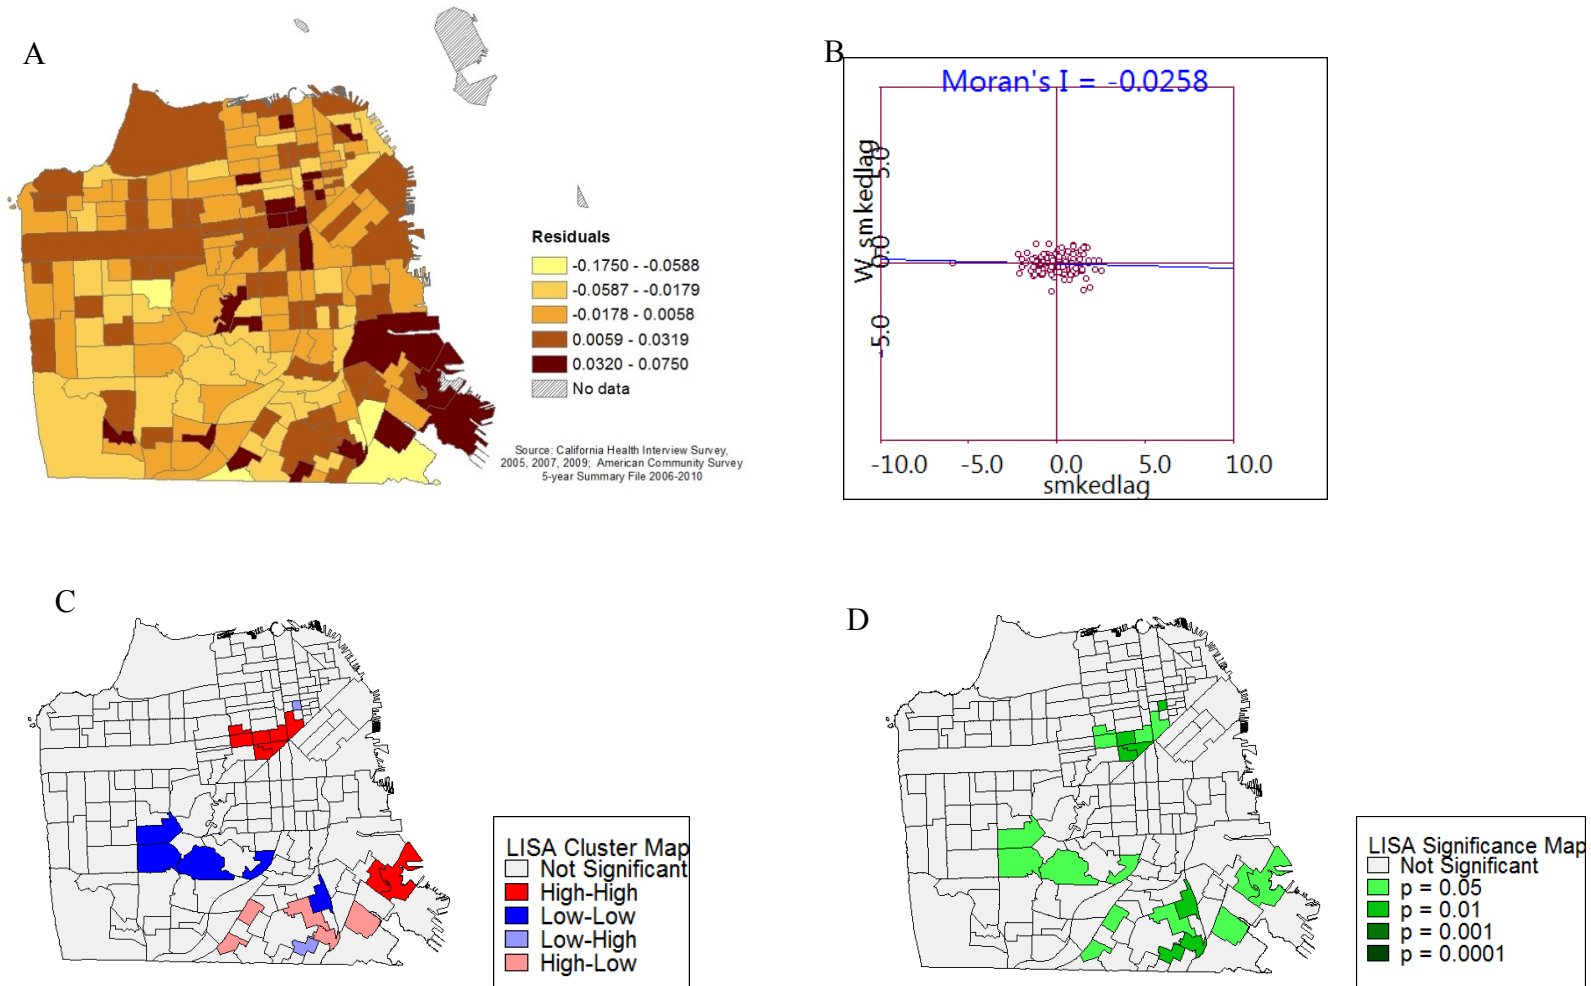 A
Residuals
-0.1750 - -0.0588
-0.0587 - -0.0179
-0.0178 - 0.0058
0.0059 - 0.0319
0.0320 - 0.0750
No data
Source: California Health Interview Survey,
2005, 2007, 2009; American Community Survey
5-year Summary File 2006-2010
B
Moran's I = -0.0258
W_smkedlag
5.0
0.0
-5.0
-10.0 -5.0 0.0 5.0 10.0
smkedlag
C
LISA Cluster Map
Not Significant
High-High
Low-Low
Low-High
High-Low
D
LISA Significance Map
Not Significant
p = 0.05
p = 0.01
p = 0.001
p = 0.0001